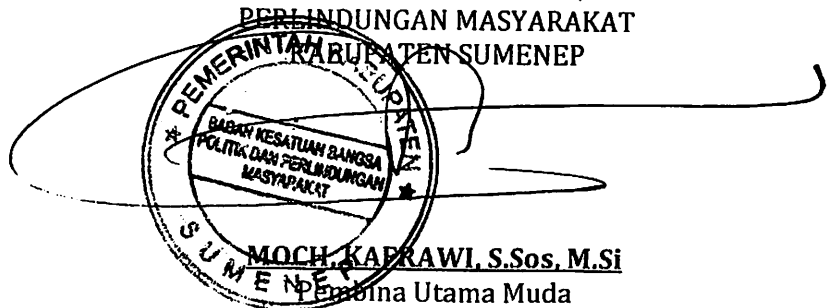 PERLINDUNGAN MASYARAKAT
KABUPATEN SUMENEP
★ PEMERINTAH KABUPATEN ★
BADAN KESATUAN BANGSA
POLITIK DAN PERLINDUNGAN
MASYARAKAT
SUMENEP
MOCH. KAFRAWI, S.Sos, M.Si
Pembina Utama Muda